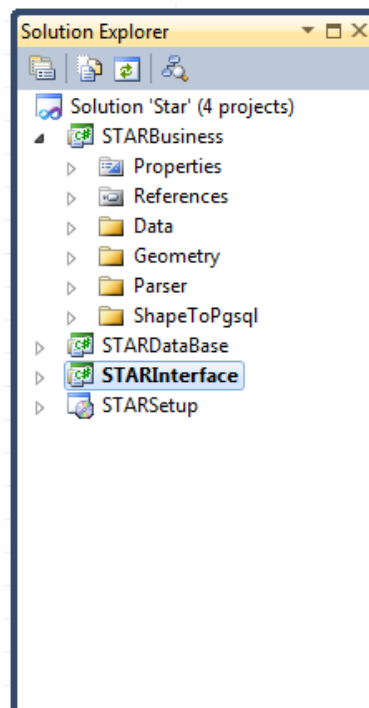 Solution Explorer
Solution 'Star' (4 projects)
C# STARBusiness
Properties
References
Data
Geometry
Parser
ShapeToPgsql
C# STARDataBase
C# STARInterface
STARSetup